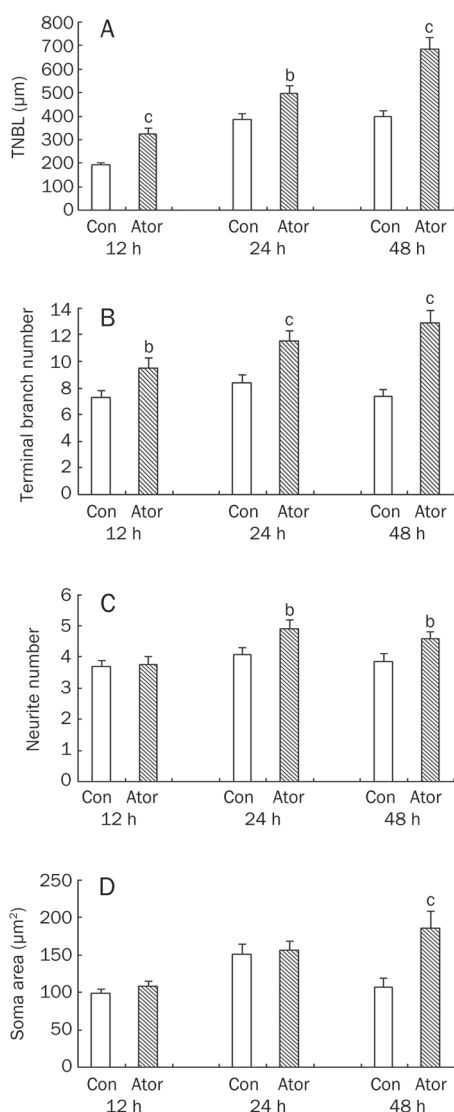 A
TNBL (µm)
800
700
600
500
400
300
200
100
0
c
b
c
Con Ator Con Ator Con Ator
12 h 24 h 48 h
B
Terminal branch number
14
12
10
8
6
4
2
0
b
c
c
Con Ator Con Ator Con Ator
12 h 24 h 48 h
C
Neurite number
6
5
4
3
2
1
0
b
b
Con Ator Con Ator Con Ator
12 h 24 h 48 h
D
Soma area (µm²)
250
200
150
100
50
0
c
Con Ator Con Ator Con Ator
12 h 24 h 48 h